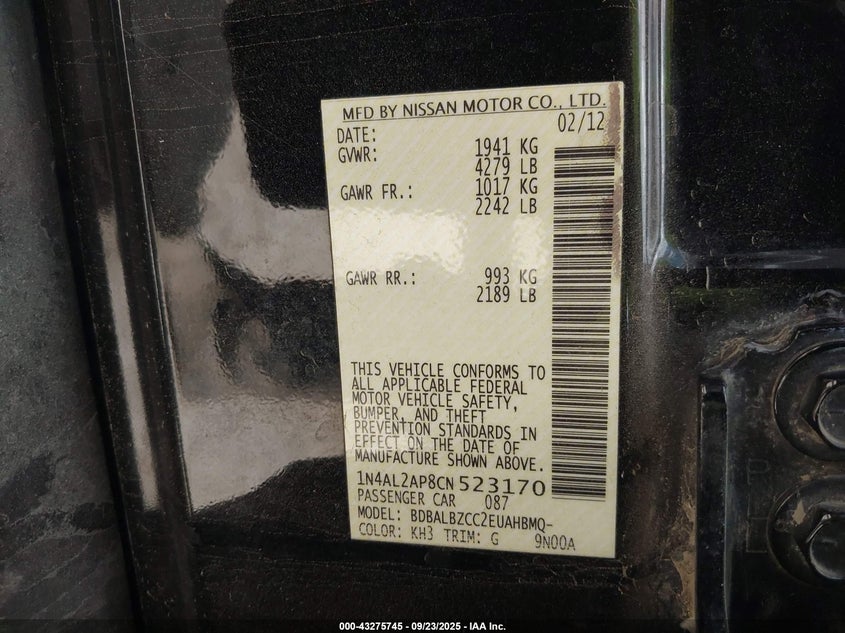 MFD BY NISSAN MOTOR CO., LTD.
DATE: 02/12
GVWR: 1941 KG
4279 LB
GAWR FR.: 1017 KG
2242 LB
GAWR RR.: 993 KG
2189 LB
THIS VEHICLE CONFORMS TO
ALL APPLICABLE FEDERAL
MOTOR VEHICLE SAFETY,
BUMPER, AND THEFT
PREVENTION STANDARDS IN
EFFECT ON THE DATE OF
MANUFACTURE SHOWN ABOVE.
1N4AL2AP8CN523170
PASSENGER CAR 087
MODEL: BDBALBZCC2EUAHBMQ-
COLOR: KH3 TRIM: G 9N00A
000-43275745 - 09/23/2025 - IAA Inc.